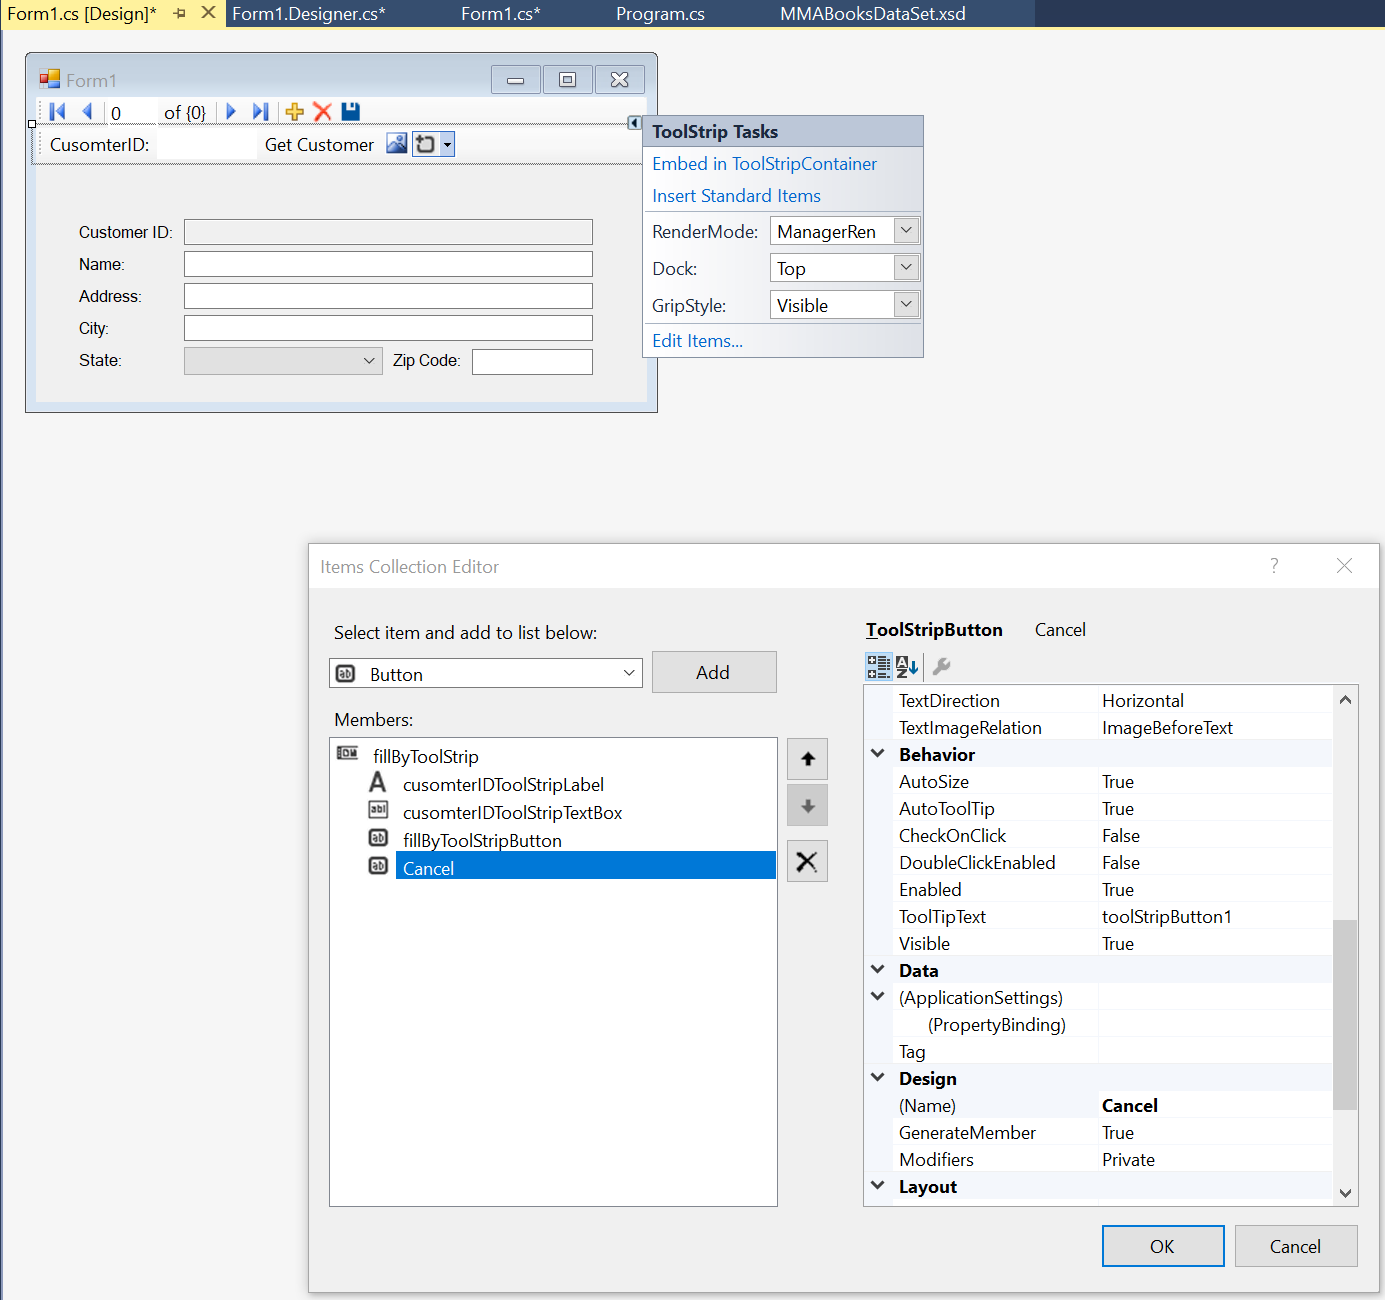 Form1.cs [Design]* Form1.Designer.cs* Form1.cs* Program.cs MMABooksDataSet.xsd
Form1
0 of {0}
CusomterID: Get Customer
Customer ID:
Name:
Address:
City:
State: Zip Code:
ToolStrip Tasks
Embed in ToolStripContainer
Insert Standard Items
RenderMode: ManagerRen
Dock: Top
GripStyle: Visible
Edit Items...
Items Collection Editor
?
Select item and add to list below:
Button Add
Members:
fillByToolStrip
cusomterIDToolStripLabel
cusomterIDToolStripTextBox
fillByToolStripButton
Cancel
ToolStripButton Cancel
TextDirection Horizontal
TextImageRelation ImageBeforeText
Behavior
AutoSize True
AutoToolTip True
CheckOnClick False
DoubleClickEnabled False
Enabled True
ToolTipText toolStripButton1
Visible True
Data
(ApplicationSettings)
(PropertyBinding)
Tag
Design
(Name) Cancel
GenerateMember True
Modifiers Private
Layout
OK Cancel